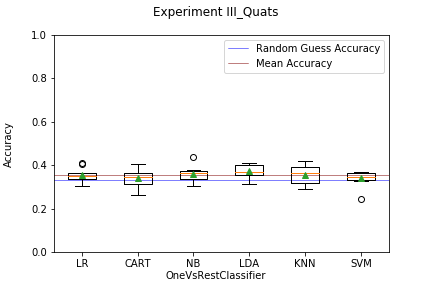 Experiment III_Quats
Random Guess Accuracy
Mean Accuracy
Accuracy
1.0
0.8
0.6
0.4
0.2
0.0
LR CART NB LDA KNN SVM
OneVsRestClassifier